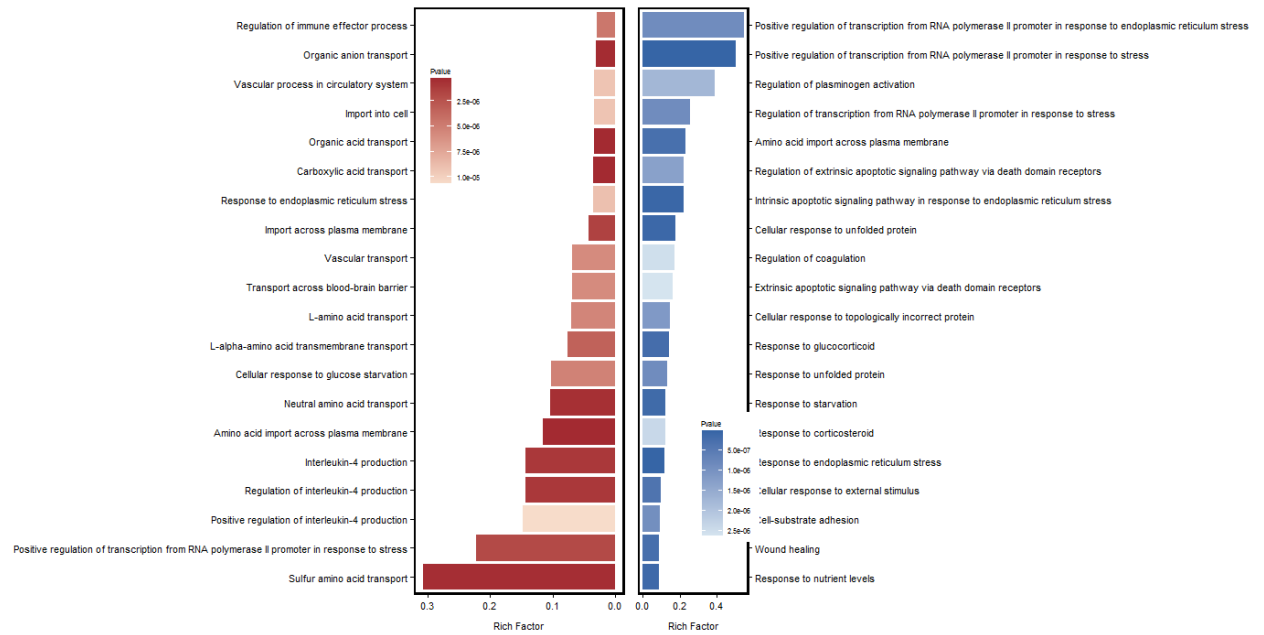 Regulation of immune effector process
Organic anion transport
Vascular process in circulatory system
Import into cell
Organic acid transport
Carboxylic acid transport
Response to endoplasmic reticulum stress
Import across plasma membrane
Vascular transport
Transport across blood-brain barrier
L-amino acid transport
L-alpha-amino acid transmembrane transport
Cellular response to glucose starvation
Neutral amino acid transport
Amino acid import across plasma membrane
Interleukin-4 production
Regulation of interleukin-4 production
Positive regulation of interleukin-4 production
Positive regulation of transcription from RNA polymerase II promoter in response to stress
Sulfur amino acid transport
Pvalue
2.5e-06
5.0e-06
7.5e-06
1.0e-05
0.3 0.2 0.1 0.0
Rich Factor
Positive regulation of transcription from RNA polymerase II promoter in response to endoplasmic reticulum stress
Positive regulation of transcription from RNA polymerase II promoter in response to stress
Regulation of plasminogen activation
Regulation of transcription from RNA polymerase II promoter in response to stress
Amino acid import across plasma membrane
Regulation of extrinsic apoptotic signaling pathway via death domain receptors
Intrinsic apoptotic signaling pathway in response to endoplasmic reticulum stress
Cellular response to unfolded protein
Regulation of coagulation
Extrinsic apoptotic signaling pathway via death domain receptors
Cellular response to topologically incorrect protein
Response to glucocorticoid
Response to unfolded protein
Response to starvation
esponse to corticosteroid
esponse to endoplasmic reticulum stress
ellular response to external stimulus
ell-substrate adhesion
Wound healing
Response to nutrient levels
Pvalue
5.0e-07
1.0e-06
1.5e-06
2.0e-06
2.5e-06
0.0 0.2 0.4
Rich Factor